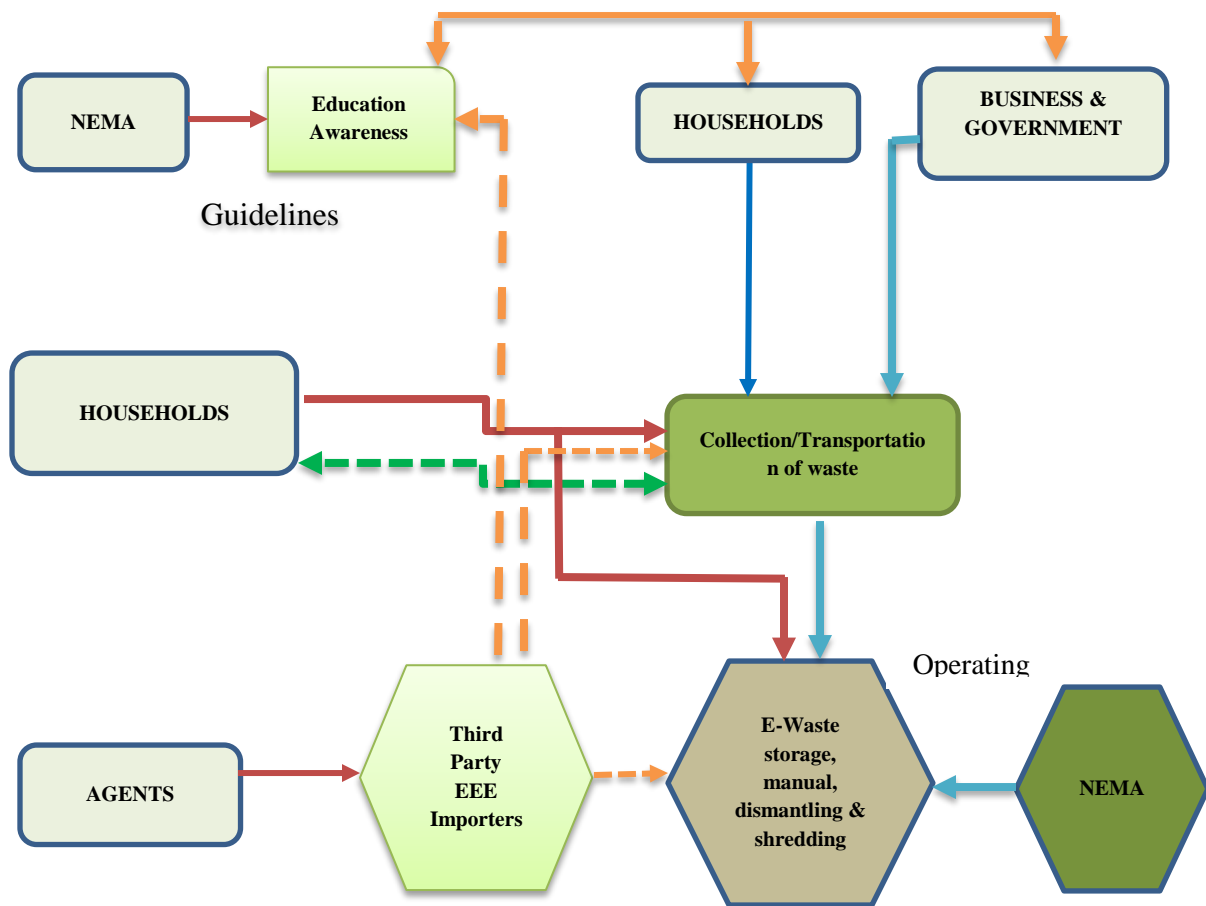 NEMA
Education
Awareness
HOUSEHOLDS
BUSINESS &
GOVERNMENT
Guidelines
HOUSEHOLDS
Collection/Transportatio
n of waste
Operating
AGENTS
Third
Party
EEE
Importers
E-Waste
storage,
manual,
dismantling &
shredding
NEMA